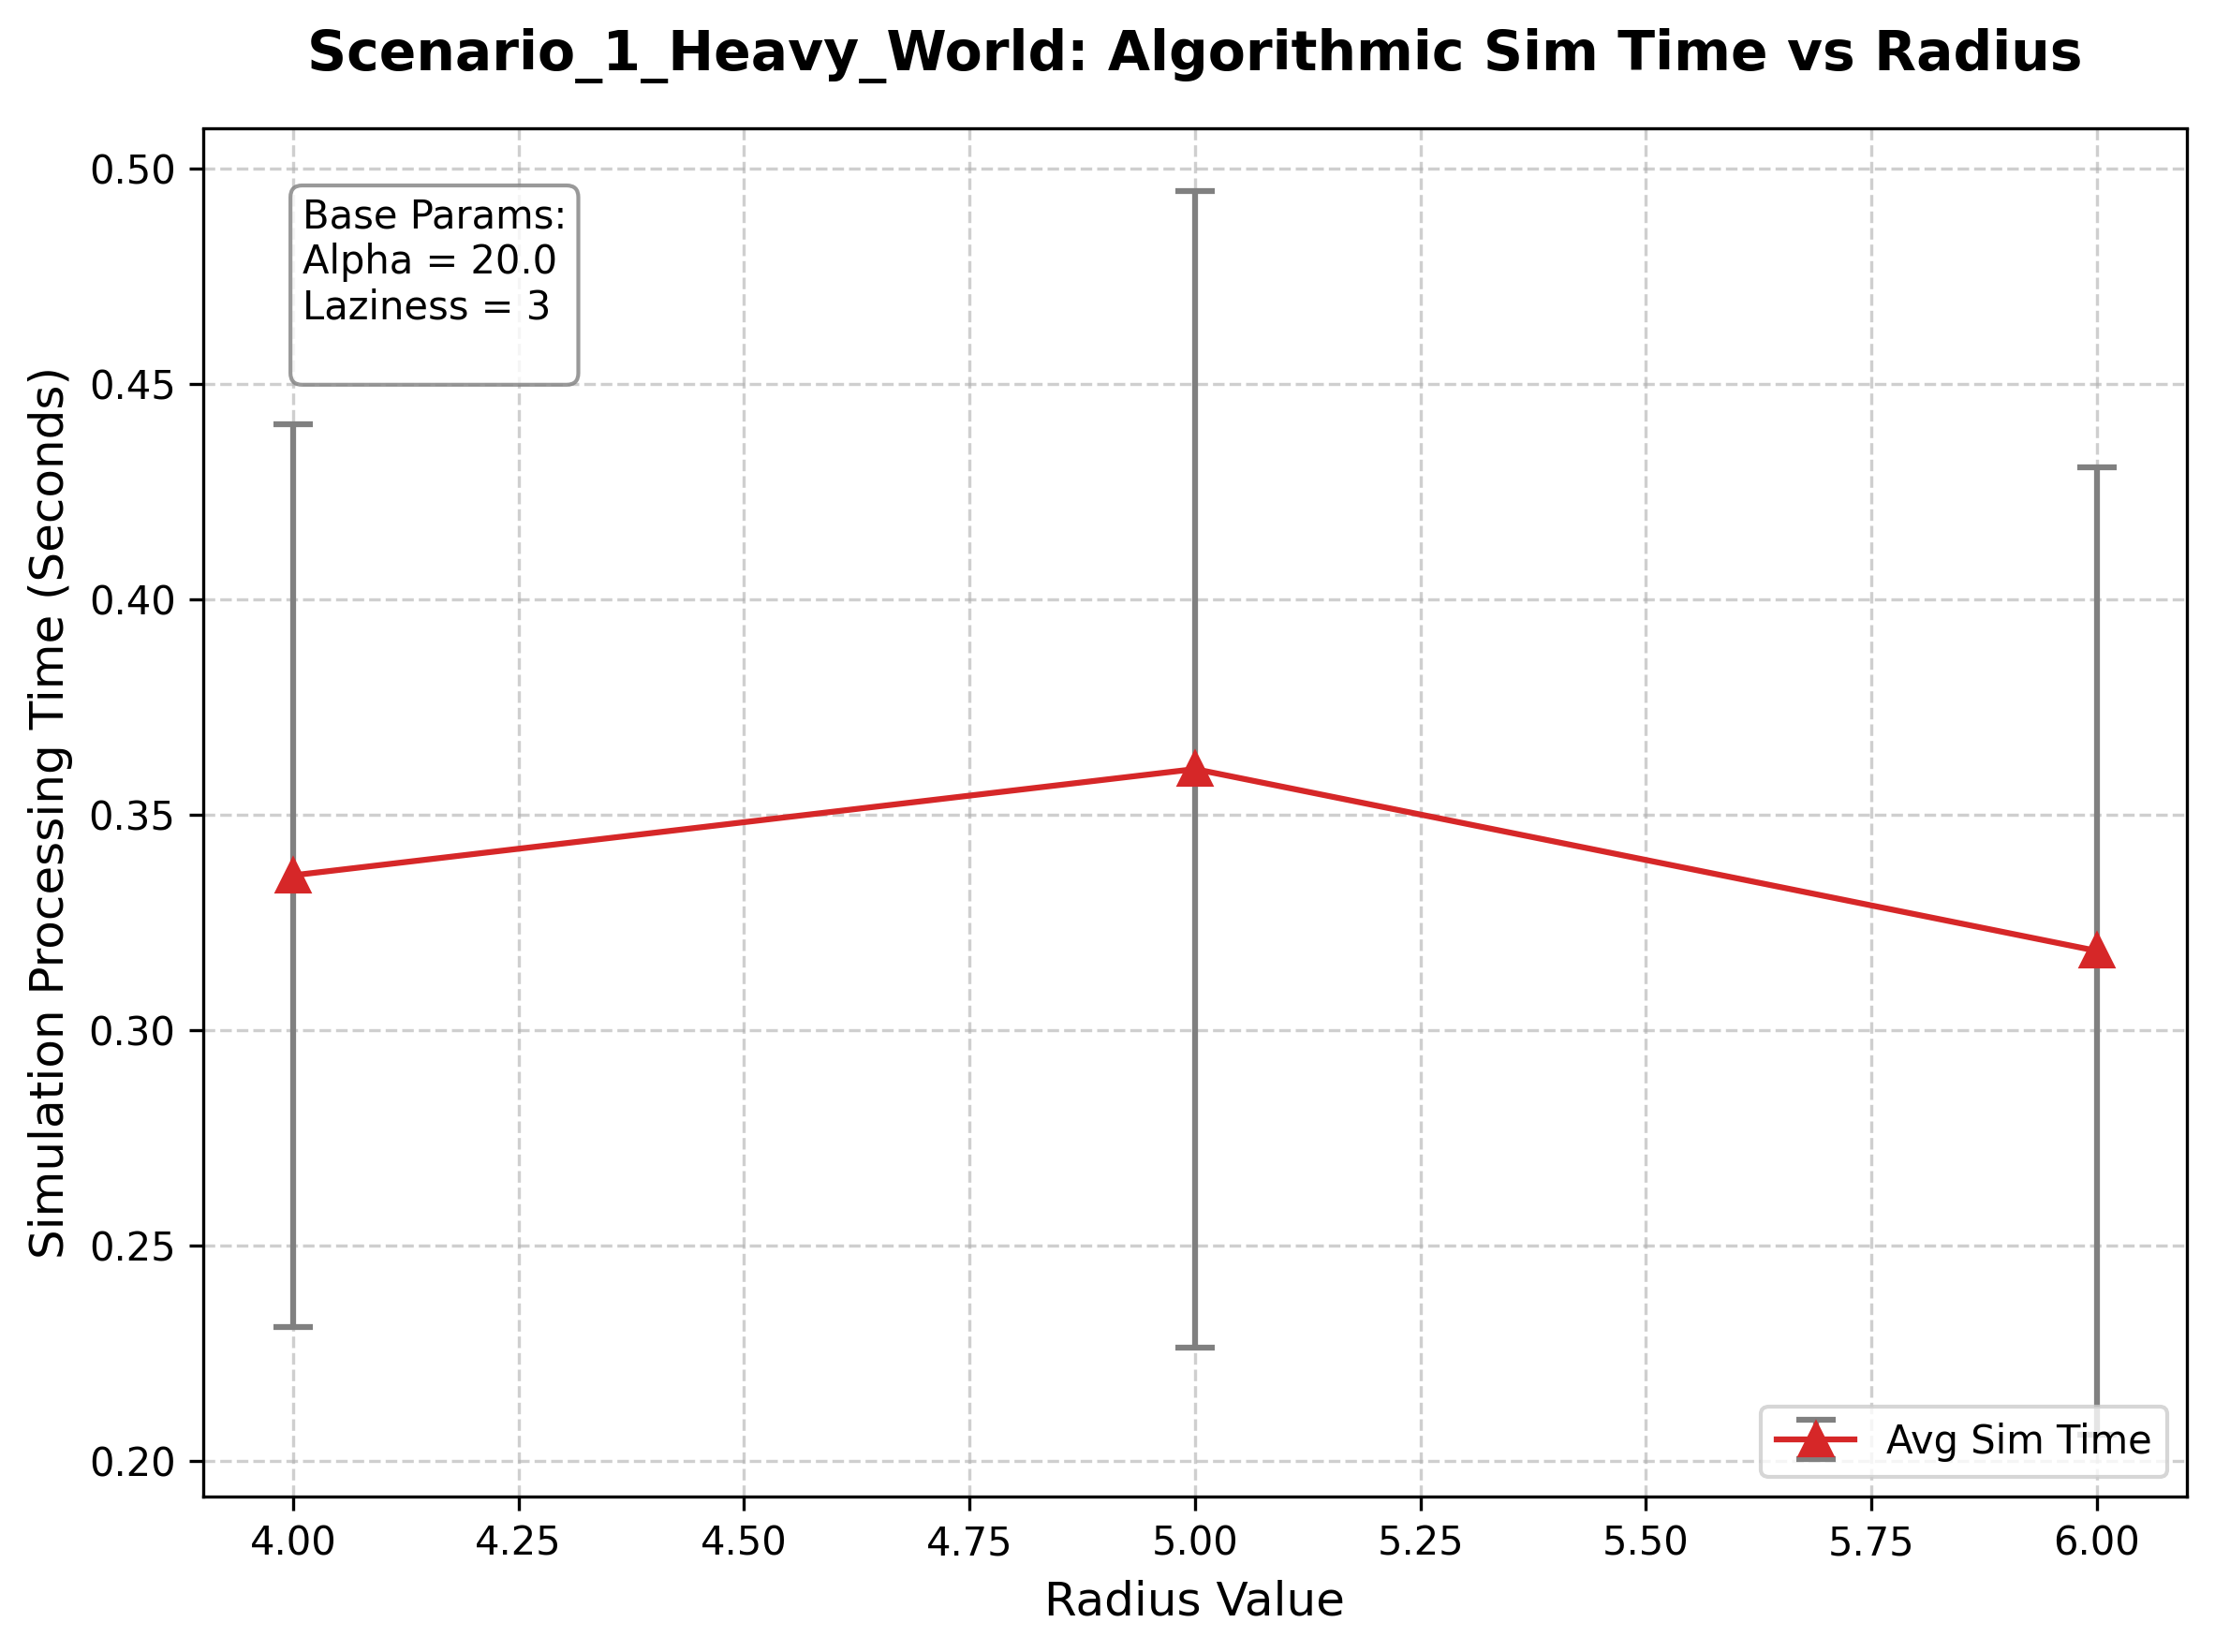 Scenario_1_Heavy_World: Algorithmic Sim Time vs Radius
Simulation Processing Time (Seconds)
0.50
0.45
0.40
0.35
0.30
0.25
0.20
Base Params:
Alpha = 20.0
Laziness = 3
Avg Sim Time
4.00 4.25 4.50 4.75 5.00 5.25 5.50 5.75 6.00
Radius Value